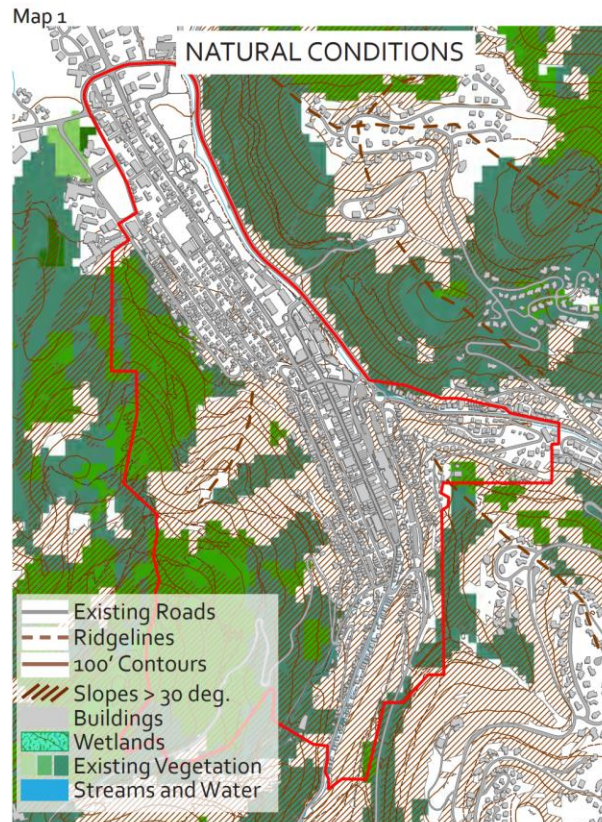 Map 1
NATURAL CONDITIONS
Existing Roads
Ridgelines
100' Contours
Slopes > 30 deg.
Buildings
Wetlands
Existing Vegetation
Streams and Water